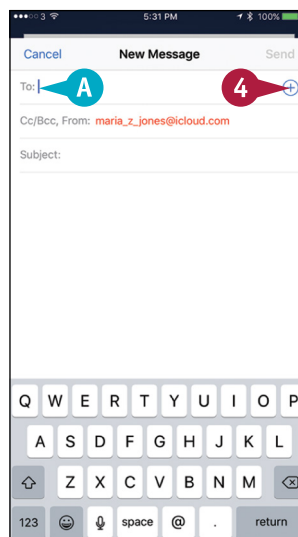 3 5:31 PM 100%
Cancel New Message Send
To: A 4
Cc/Bcc, From: maria_z_jones@icloud.com
Subject:
Q W E R T Y U I O P
A S D F G H J K L
Z X C V B N M
123 space @ . return